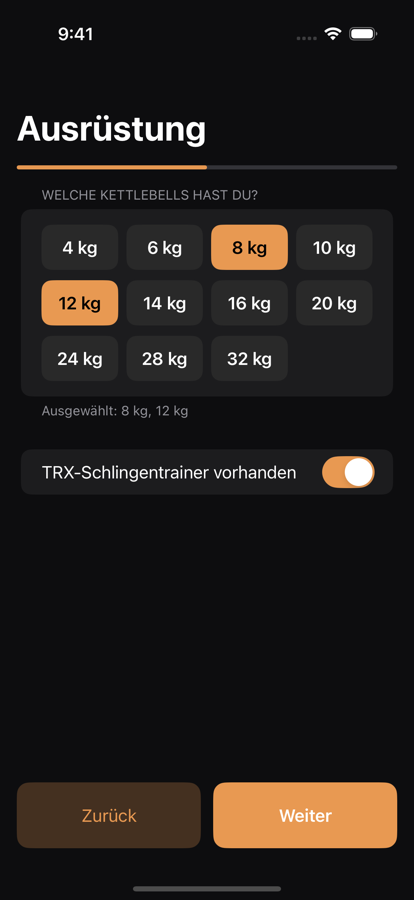 9:41
Ausrüstung
WELCHE KETTLEBELLS HAST DU?
4 kg 6 kg 8 kg 10 kg
12 kg 14 kg 16 kg 20 kg
24 kg 28 kg 32 kg
Ausgewählt: 8 kg, 12 kg
TRX-Schlingentrainer vorhanden
Zurück Weiter